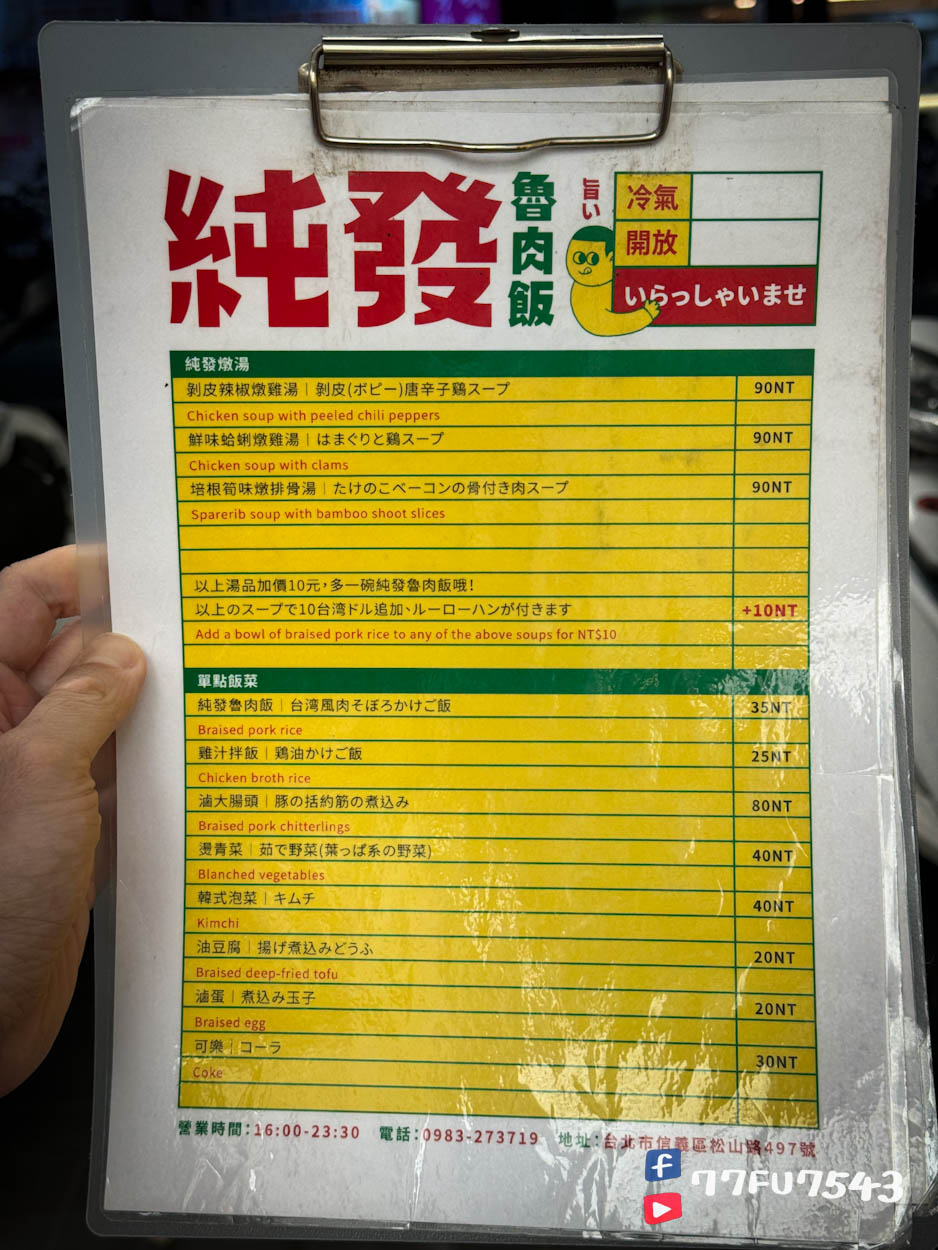 純發 魯肉飯 旨い
冷氣
開放
いらっしゃいませ
純發燉湯
剝皮辣椒燉雞湯｜剝皮(ボピー)唐辛子鶏スープ 90NT
Chicken soup with peeled chili peppers
鮮味蛤蜊燉雞湯｜はまぐりと鶏スープ 90NT
Chicken soup with clams
培根筍味燉排骨湯｜たけのこベーコンの骨付き肉スープ 90NT
Sparerib soup with bamboo shoot slices
以上湯品加價10元，多一碗純發魯肉飯哦！
以上のスープで10台湾ドル追加、ルーローハンが付きます +10NT
Add a bowl of braised pork rice to any of the above soups for NT$10
單點飯菜
純發魯肉飯｜台湾風肉そぼろかけご飯 35NT
Braised pork rice
雞汁拌飯｜鶏油かけご飯 25NT
Chicken broth rice
滷大腸頭｜豚の括約筋の煮込み 80NT
Braised pork chitterlings
燙青菜｜茹で野菜(葉っぱ系の野菜) 40NT
Blanched vegetables
韓式泡菜｜キムチ 40NT
Kimchi
油豆腐｜揚げ煮込みどうふ 20NT
Braised deep-fried tofu
滷蛋｜煮込み玉子 20NT
Braised egg
可樂｜コーラ 30NT
Coke
營業時間：16:00-23:30 電話：0983-273719 地址：台北市信義區松山路497號
f 77FU7543